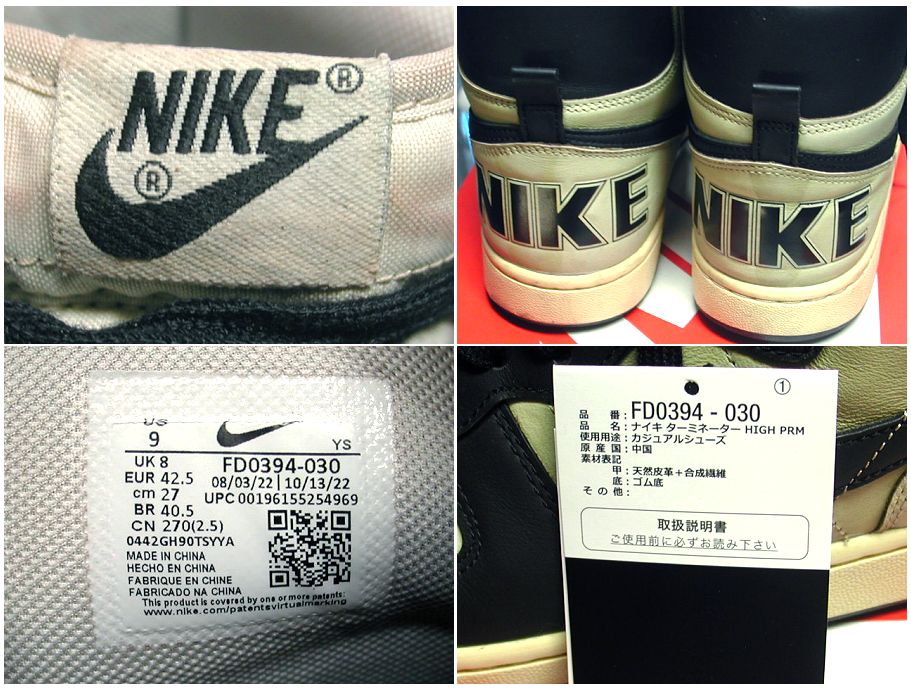 NIKE®
®
NIKE
NIKE
US
9
YS
UK 8
EUR 42.5
cm 27
BR 40.5
CN 270(2.5)
0442GH90TSYYA
FD0394-030
08/03/22 | 10/13/22
UPC 00196155254969
MADE IN CHINA
HECHO EN CHINA
FABRIQUE EN CHINE
FABRICADO NA CHINA
This product is covered by one or more patents:
www.nike.com/patentsvirtualmarking
①
品 番: FD0394 - 030
品 名: ナイキ ターミネーター HIGH PRM
使用用途: カジュアルシューズ
原 産 国: 中国
素材表記
甲: 天然皮革+合成繊維
底: ゴム底
そ の 他:
取扱説明書
ご使用前に必ずお読み下さい